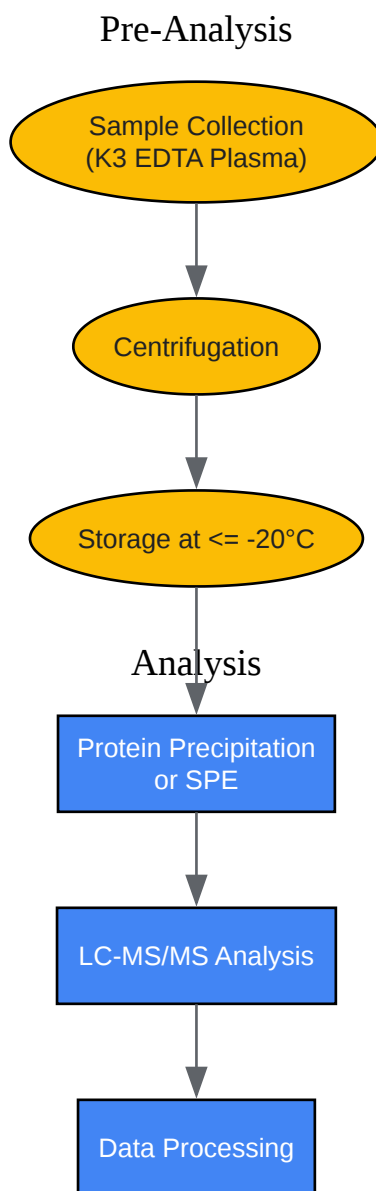 Pre-Analysis
Sample Collection
(K3 EDTA Plasma)
Centrifugation
Storage at <= -20°C
Analysis
Protein Precipitation
or SPE
LC-MS/MS Analysis
Data Processing